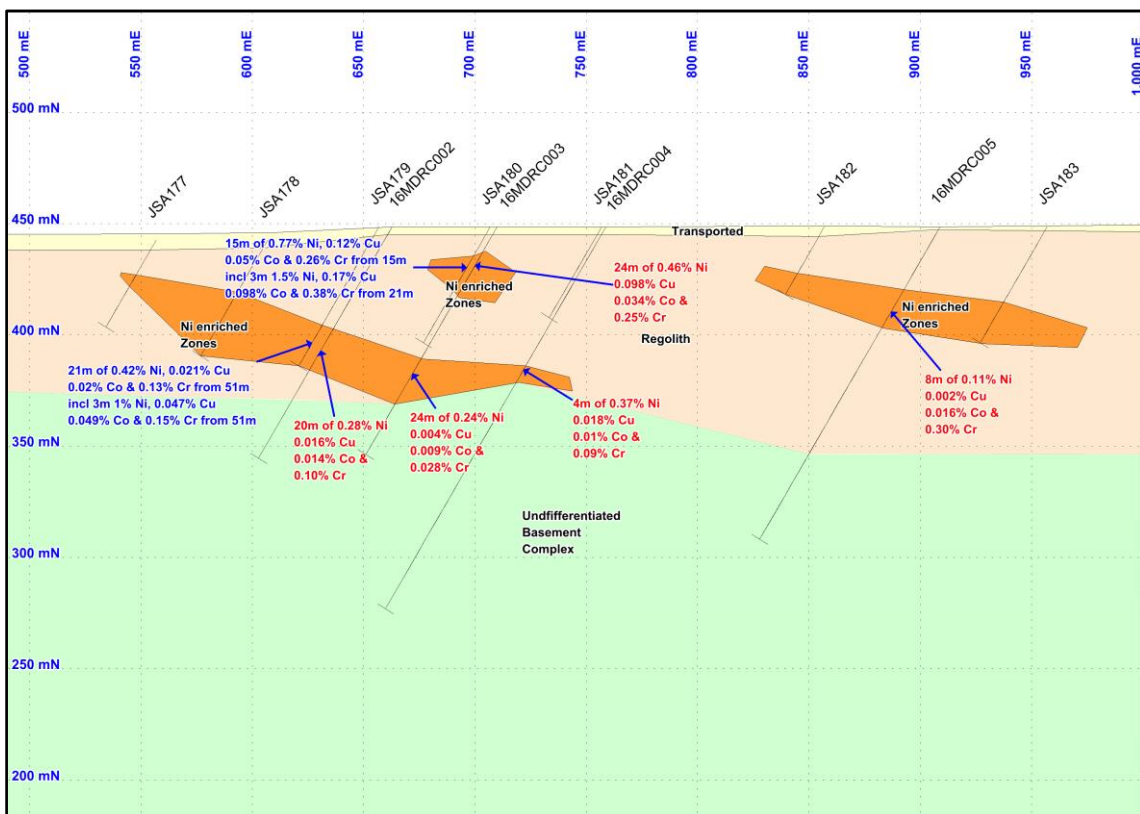 500 mE
550 mE
600 mE
650 mE
700 mE
750 mE
800 mE
850 mE
900 mE
950 mE
1,000 mE
500 mN
450 mN
400 mN
350 mN
300 mN
250 mN
200 mN
JSA177
JSA178
JSA179
16MDRC002
JSA180
16MDRC003
JSA181
16MDRC004
JSA182
16MDRC005
JSA183
Transported
15m of 0.77% Ni, 0.12% Cu
0.05% Co & 0.26% Cr from 15m
incl 3m 1.5% Ni, 0.17% Cu
0.098% Co & 0.38% Cr from 21m
Ni enriched
Zones
24m of 0.46% Ni
0.098% Cu
0.034% Co &
0.25% Cr
Regolith
Ni enriched
Zones
Ni enriched
Zones
21m of 0.42% Ni, 0.021% Cu
0.02% Co & 0.13% Cr from 51m
incl 3m 1% Ni, 0.047% Cu
0.049% Co & 0.15% Cr from 51m
20m of 0.28% Ni
0.016% Cu
0.014% Co &
0.10% Cr
24m of 0.24% Ni
0.004% Cu
0.009% Co &
0.028% Cr
4m of 0.37% Ni
0.018% Cu
0.01% Co &
0.09% Cr
8m of 0.11% Ni
0.002% Cu
0.016% Co &
0.30% Cr
Undfifferentiated
Basement
Complex